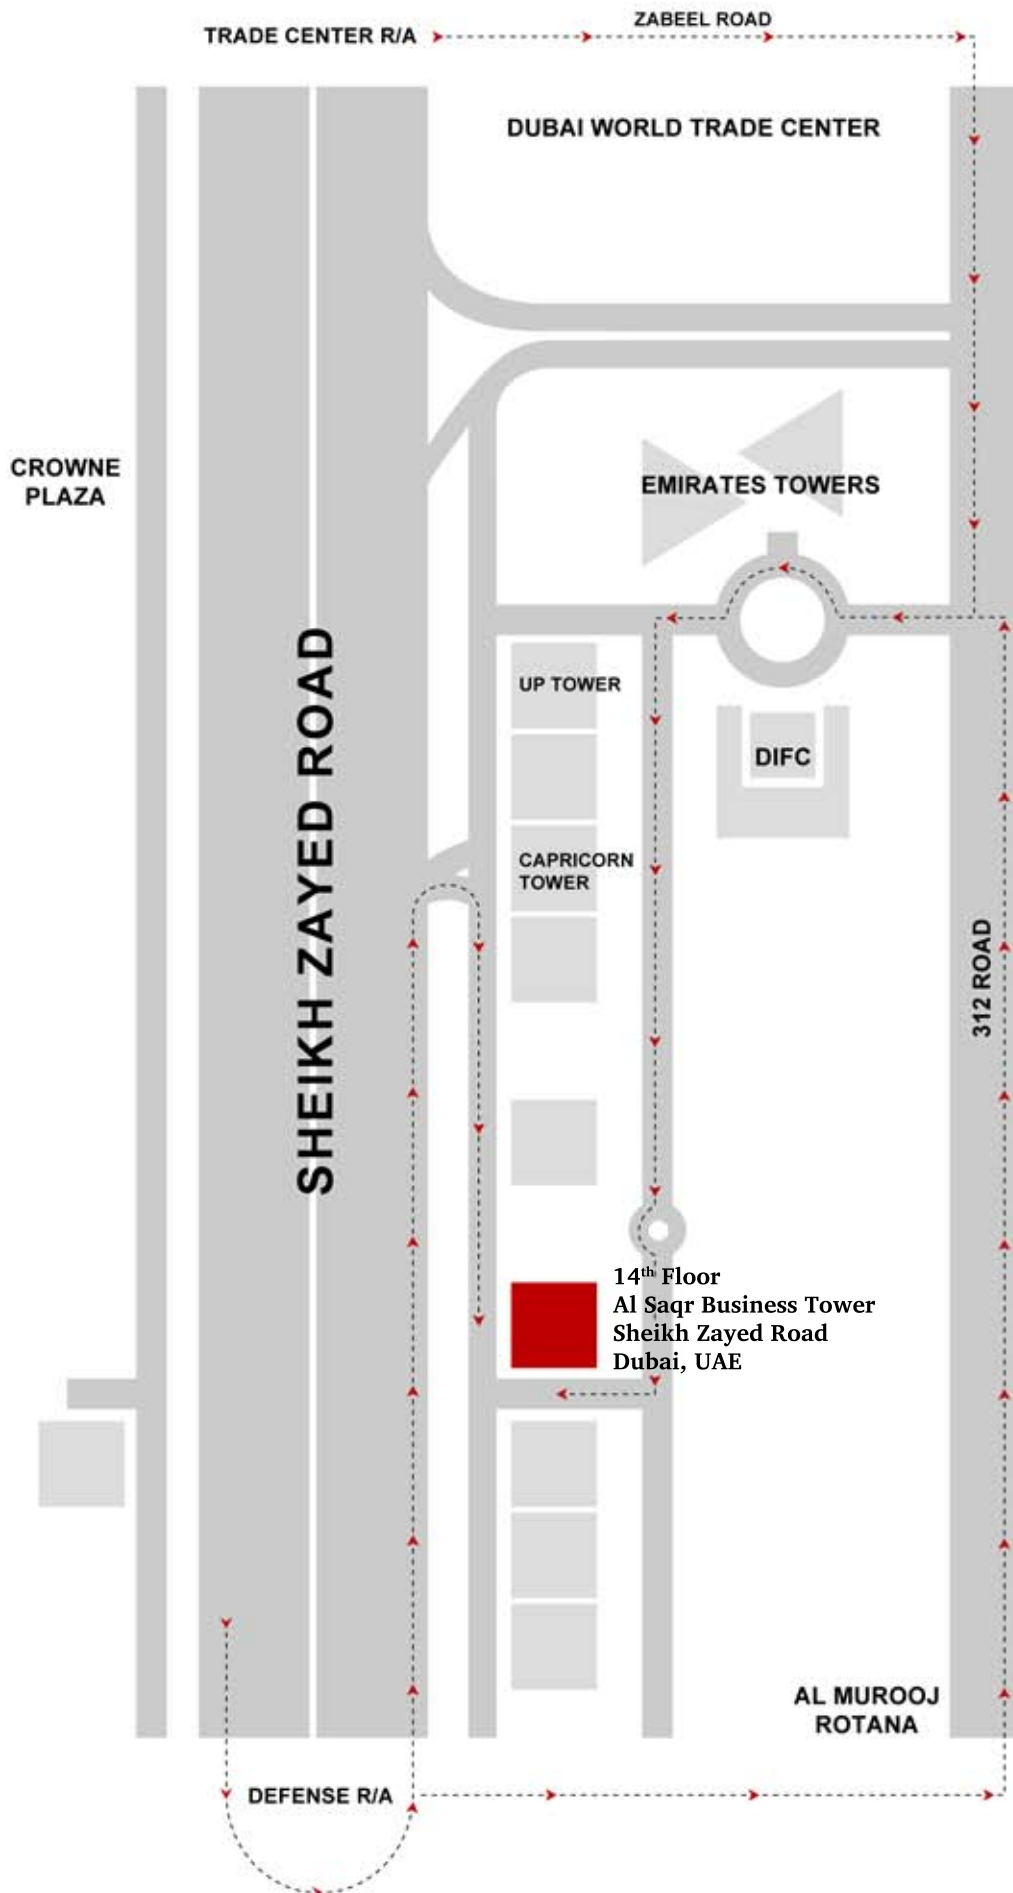 ZABEEL ROAD
TRADE CENTER R/A
DUBAI WORLD TRADE CENTER
CROWNE
PLAZA
EMIRATES TOWERS
SHEIKH ZAYED ROAD
UP TOWER
DIFC
CAPRICORN
TOWER
312 ROAD
14th Floor
Al Saqr Business Tower
Sheikh Zayed Road
Dubai, UAE
AL MUROOJ
ROTANA
DEFENSE R/A